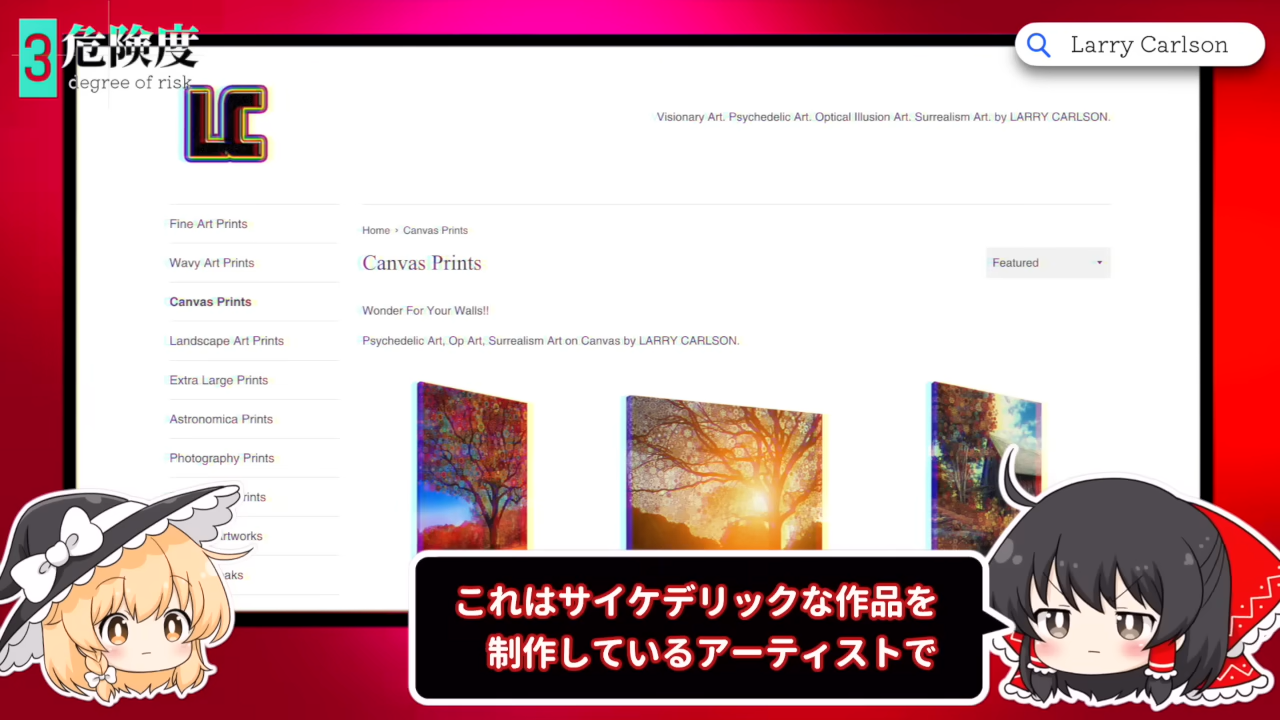 3
危険度
degree of risk
Larry Carlson
LC
Visionary Art. Psychedelic Art. Optical Illusion Art. Surrealism Art. by LARRY CARLSON.
Fine Art Prints
Wavy Art Prints
Canvas Prints
Landscape Art Prints
Extra Large Prints
Astronomica Prints
Photography Prints
rints
rtworks
aks
Home › Canvas Prints
Canvas Prints
Featured
Wonder For Your Walls!!
Psychedelic Art, Op Art, Surrealism Art on Canvas by LARRY CARLSON.
これはサイケデリックな作品を
制作しているアーティストで